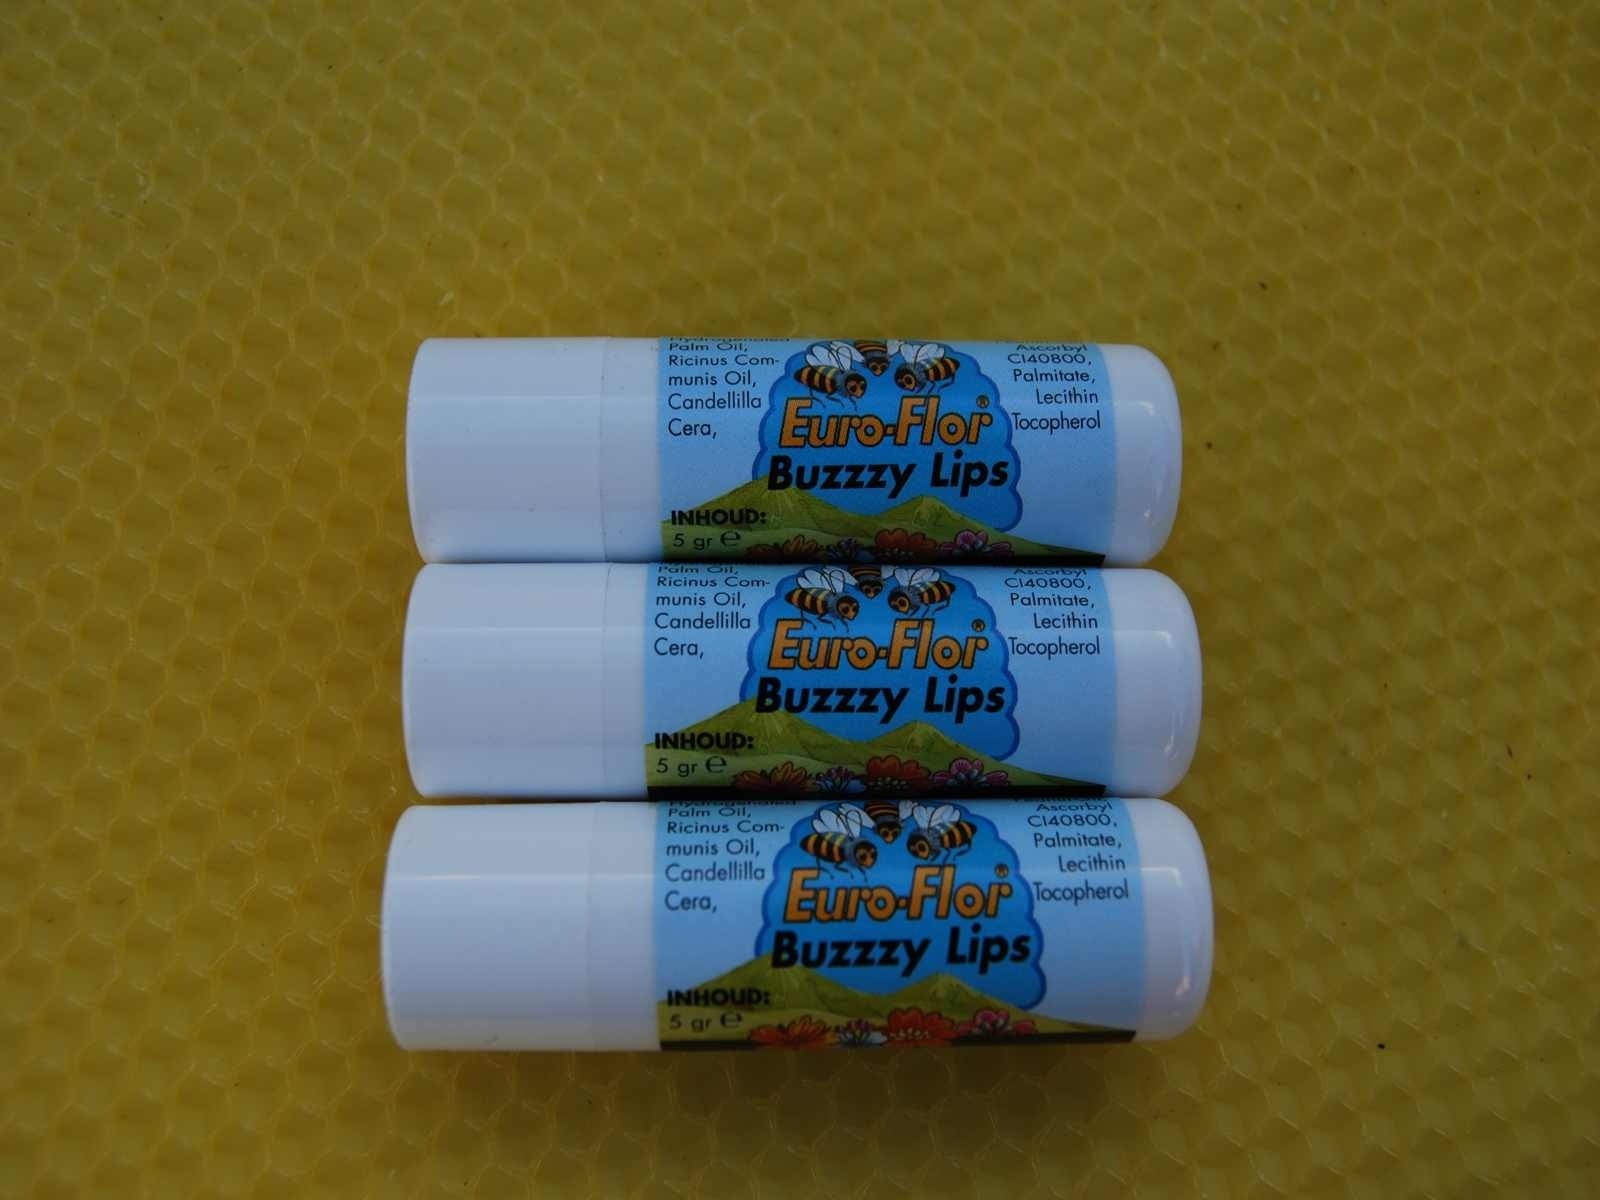 Hydrogenated
Palm Oil,
Ricinus Com-
munis Oil,
Candellilla
Cera,
Euro-Flor®
Buzzzy Lips
INHOUD:
5 gr ℮
Ascorbyl
CI40800,
Palmitate,
Lecithin
Tocopherol
Palm Oil,
Ricinus Com-
munis Oil,
Candellilla
Cera,
Euro-Flor®
Buzzzy Lips
INHOUD:
5 gr ℮
Ascorbyl
CI40800,
Palmitate,
Lecithin
Tocopherol
Hydrogenated
Palm Oil,
Ricinus Com-
munis Oil,
Candellilla
Cera,
Euro-Flor®
Buzzzy Lips
INHOUD:
5 gr ℮
Ascorbyl
CI40800,
Palmitate,
Lecithin
Tocopherol